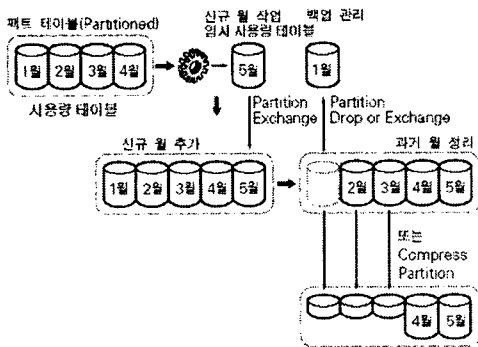 팩트 테이블(Partitioned)
1월 2월 3월 4월
사용량 테이블
신규 월 작업
임시 사용량 테이블
5월
백업 관리
1월
Partition
Exchange
Partition
Drop or Exchange
신규 월 추가
1월 2월 3월 4월 5월
과거 월 정리
2월 3월 4월 5월
또는
Compress
Partition
4월 5월